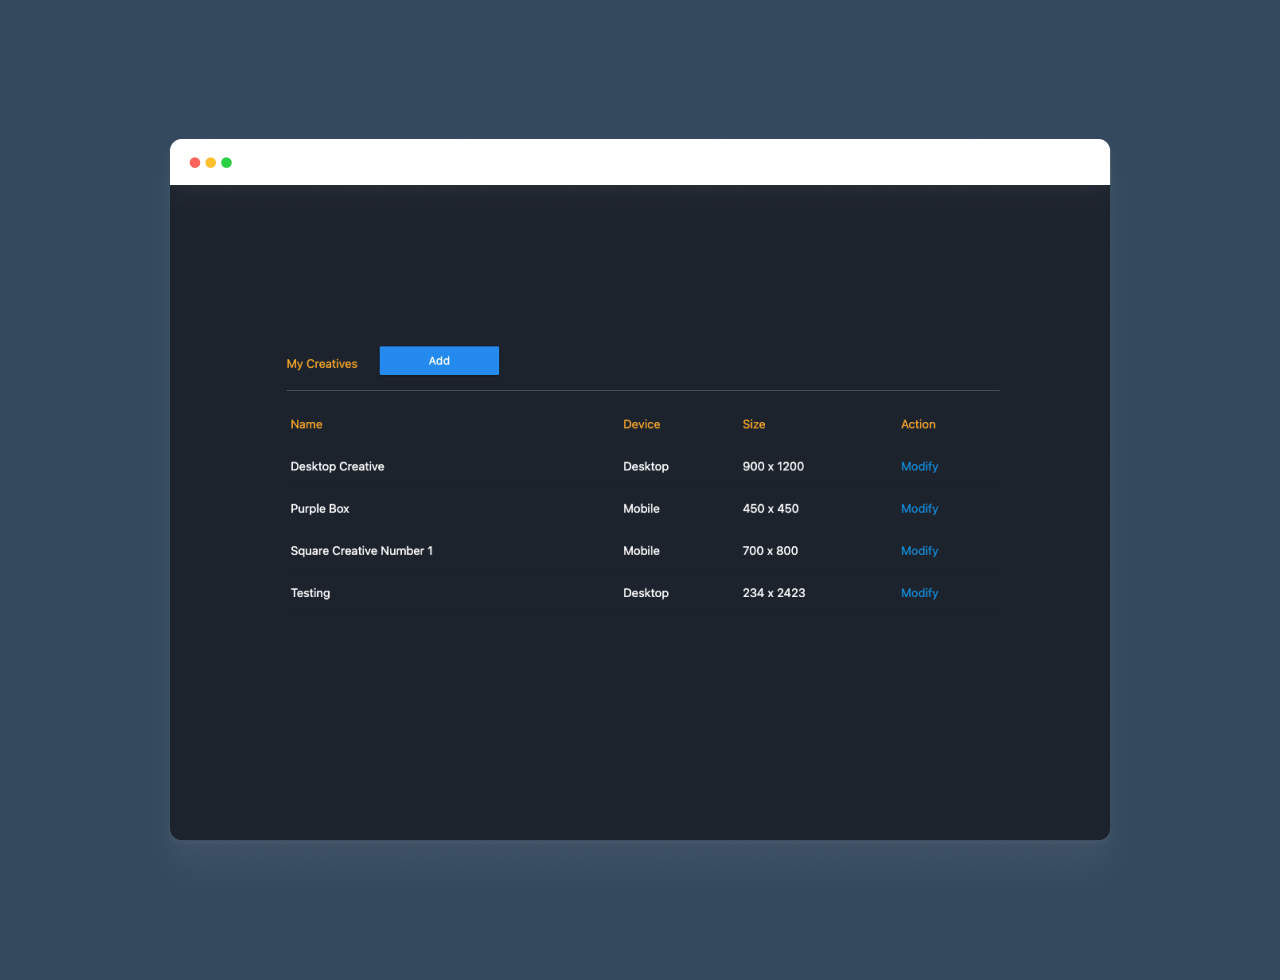 My Creatives Add
Name Device Size Action
Desktop Creative Desktop 900 x 1200 Modify
Purple Box Mobile 450 x 450 Modify
Square Creative Number 1 Mobile 700 x 800 Modify
Testing Desktop 234 x 2423 Modify